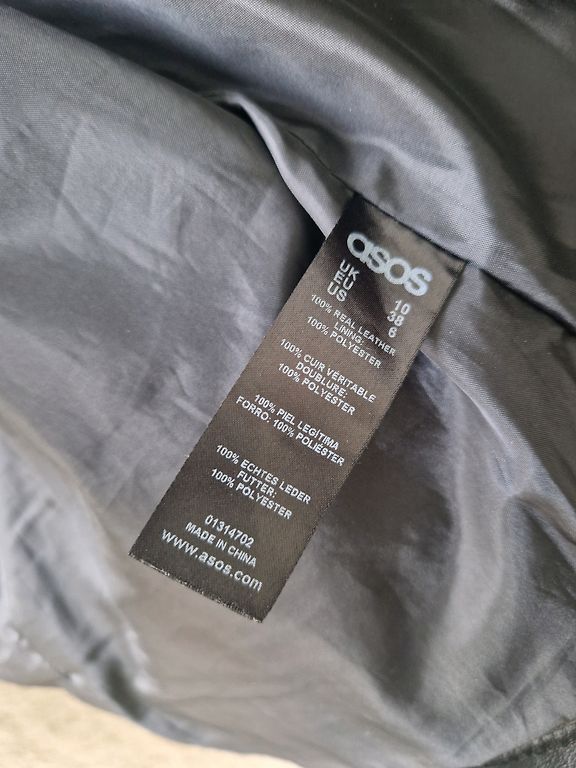 asos
UK 10
EU 38
US 6
100% REAL LEATHER
LINING:
100% POLYESTER
100% CUIR VÉRITABLE
DOUBLURE:
100% POLYESTER
100% PIEL LEGÍTIMA
FORRO: 100% POLIÉSTER
100% ECHTES LEDER
FUTTER:
100% POLYESTER
01314702
MADE IN CHINA
www.asos.com